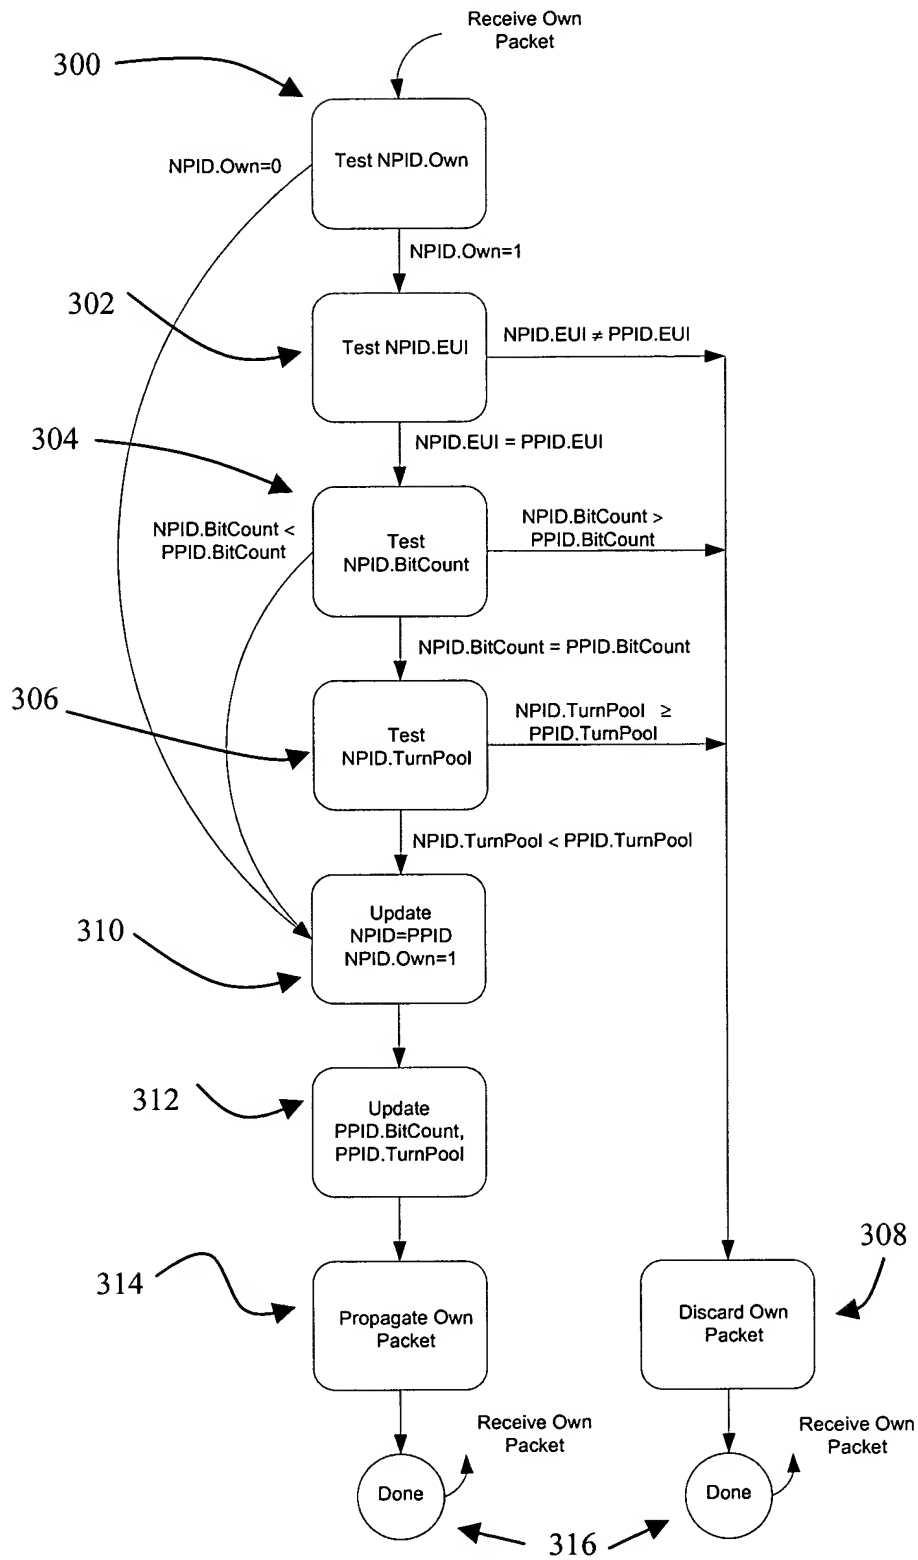 Receive Own
Packet
300
NPID.Own=0
Test NPID.Own
NPID.Own=1
302
Test NPID.EUI
NPID.EUI ≠ PPID.EUI
304
NPID.EUI = PPID.EUI
NPID.BitCount <
PPID.BitCount
Test
NPID.BitCount
NPID.BitCount >
PPID.BitCount
NPID.BitCount = PPID.BitCount
306
Test
NPID.TurnPool
NPID.TurnPool ≥
PPID.TurnPool
NPID.TurnPool < PPID.TurnPool
310
Update
NPID=PPID
NPID.Own=1
312
Update
PPID.BitCount,
PPID.TurnPool
314
Propagate Own
Packet
308
Discard Own
Packet
Receive Own
Packet
Receive Own
Packet
Done
Done
316